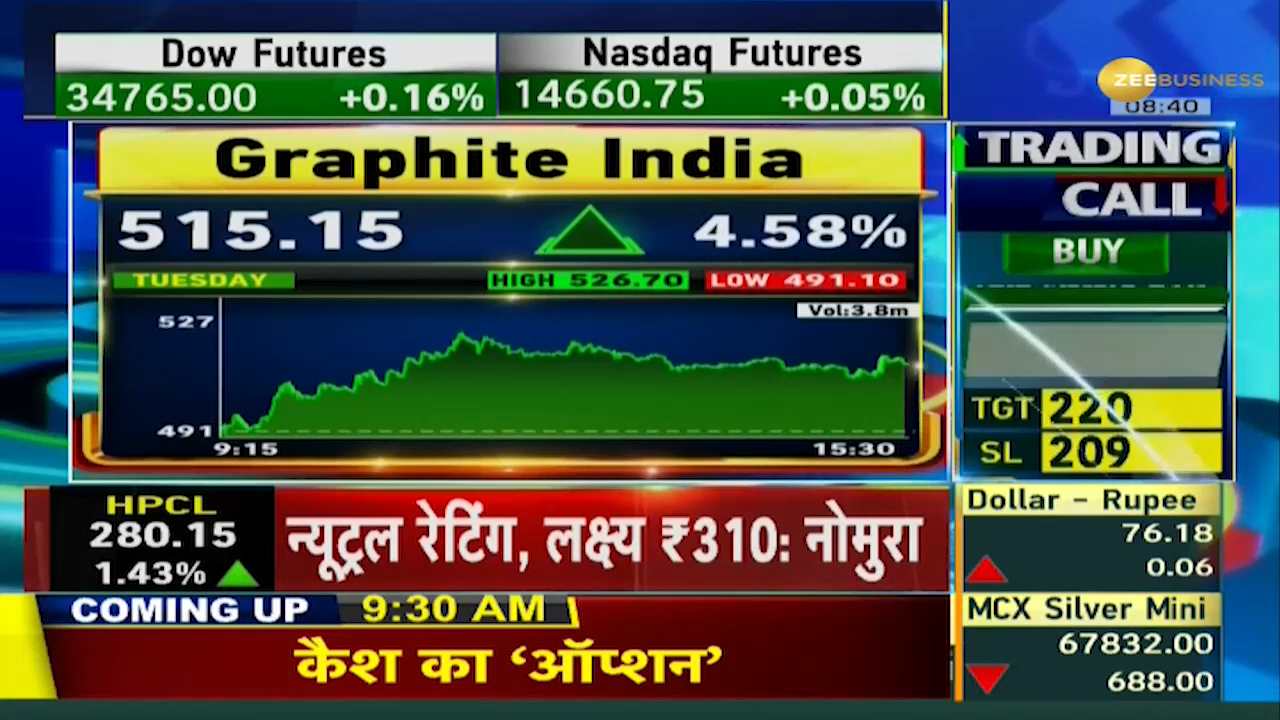 Dow Futures
34765.00 +0.16%
Nasdaq Futures
14660.75 +0.05%
ZEEBUSINESS
08:40
Graphite India
515.15 4.58%
TUESDAY HIGH 526.70 LOW 491.10
Vol:3.8m
527
491
9:15 15:30
TRADING
CALL
BUY
TGT 220
SL 209
HPCL
280.15
1.43%
न्यूट्रल रेटिंग, लक्ष्य ₹310: नोमुरा
COMING UP 9:30 AM
कैश का ‘ऑप्शन’
Dollar - Rupee
76.18
0.06
MCX Silver Mini
67832.00
688.00